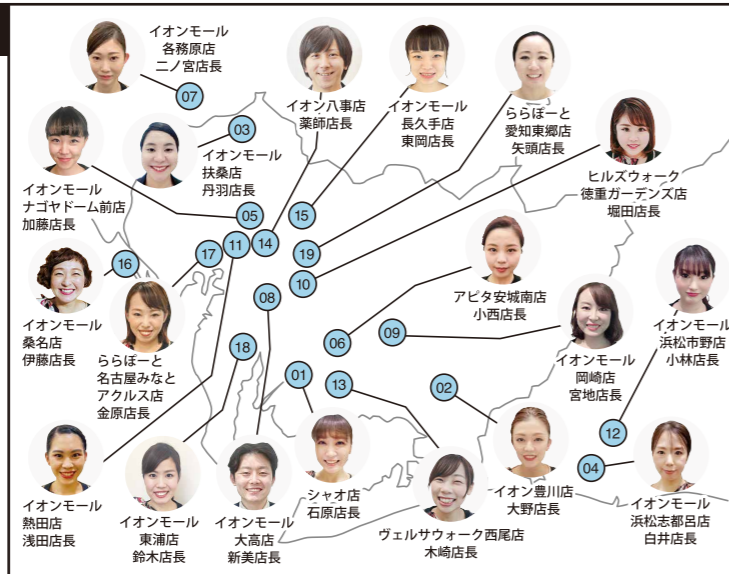 イオンモール
各務原店
二ノ宮店長
07
03
イオンモール
扶桑店
丹羽店長
イオン八事店
薬師店長
イオンモール
長久手店
東岡店長
ららぽーと
愛知東郷店
矢頭店長
ヒルズウォーク
徳重ガーデンズ店
堀田店長
イオンモール
ナゴヤドーム前店
加藤店長
05
15
11
14
17
19
16
10
08
イオンモール
桑名店
伊藤店長
ららぽーと
名古屋みなと
アクルス店
金原店長
アピタ安城南店
小西店長
イオンモール
岡崎店
宮地店長
イオンモール
浜松市野店
小林店長
18
06
09
01
13
02
12
04
イオンモール
熱田店
浅田店長
イオンモール
東浦店
鈴木店長
イオンモール
大高店
新美店長
シャオ店
石原店長
ヴェルサウォーク西尾店
木崎店長
イオン豊川店
大野店長
イオンモール
浜松志都呂店
白井店長